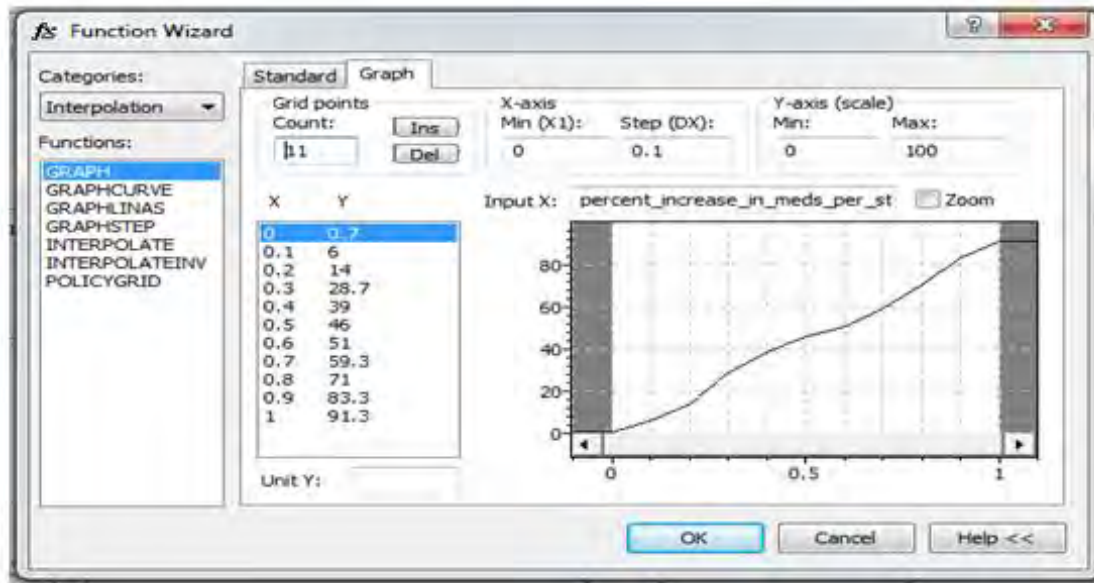 fx Function Wizard
Categories:
Interpolation
Functions:
GRAPH
GRAPHCURVE
GRAPHLINAS
GRAPHSTEP
INTERPOLATE
INTERPOLATEINV
POLICYGRID
Standard Graph
Grid points
Count:
11
Ins
Del
X-axis
Min (X1): Step (DX):
0 0.1
Y-axis (scale)
Min: Max:
0 100
X Y
0 0.7
0.1 6
0.2 14
0.3 28.7
0.4 39
0.5 46
0.6 51
0.7 59.3
0.8 71
0.9 83.3
1 91.3
Unit Y:
Input X: percent_increase_in_meds_per_st Zoom
80
60
40
20
0
0 0.5 1
OK Cancel Help <<